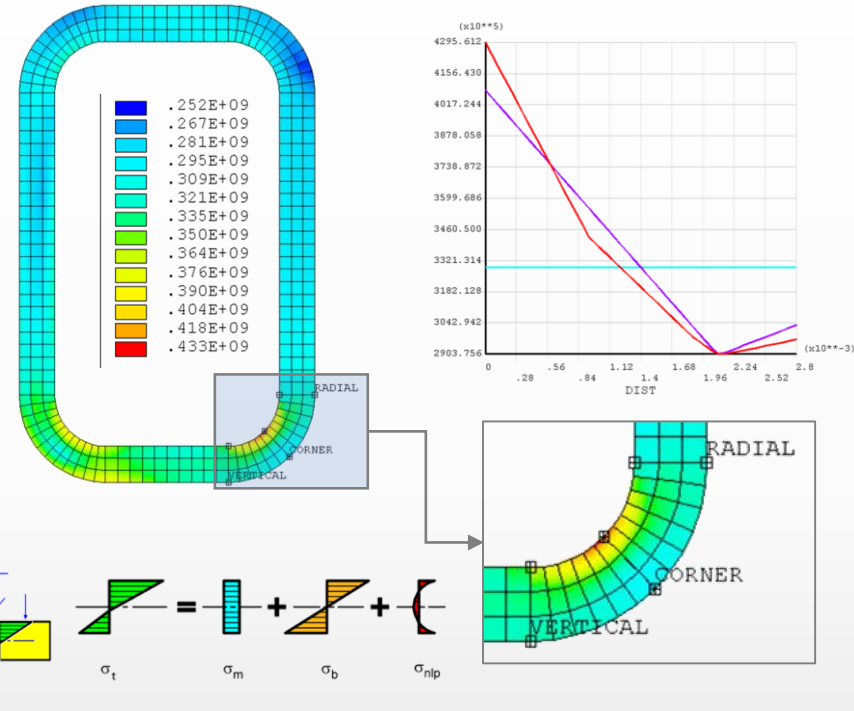 .252E+09
.267E+09
.281E+09
.295E+09
.309E+09
.321E+09
.335E+09
.350E+09
.364E+09
.376E+09
.390E+09
.404E+09
.418E+09
.433E+09
RADIAL
CORNER
VERTICAL
(x10**5)
4295.612
4156.430
4017.244
3878.058
3738.872
3599.686
3460.500
3321.314
3182.128
3042.942
2903.756
(x10**-3)
0 .56 1.12 1.68 2.24 2.8
.28 .84 1.4 1.96 2.52
DIST
RADIAL
CORNER
VERTICAL
= + +
σt σm σb σnlp